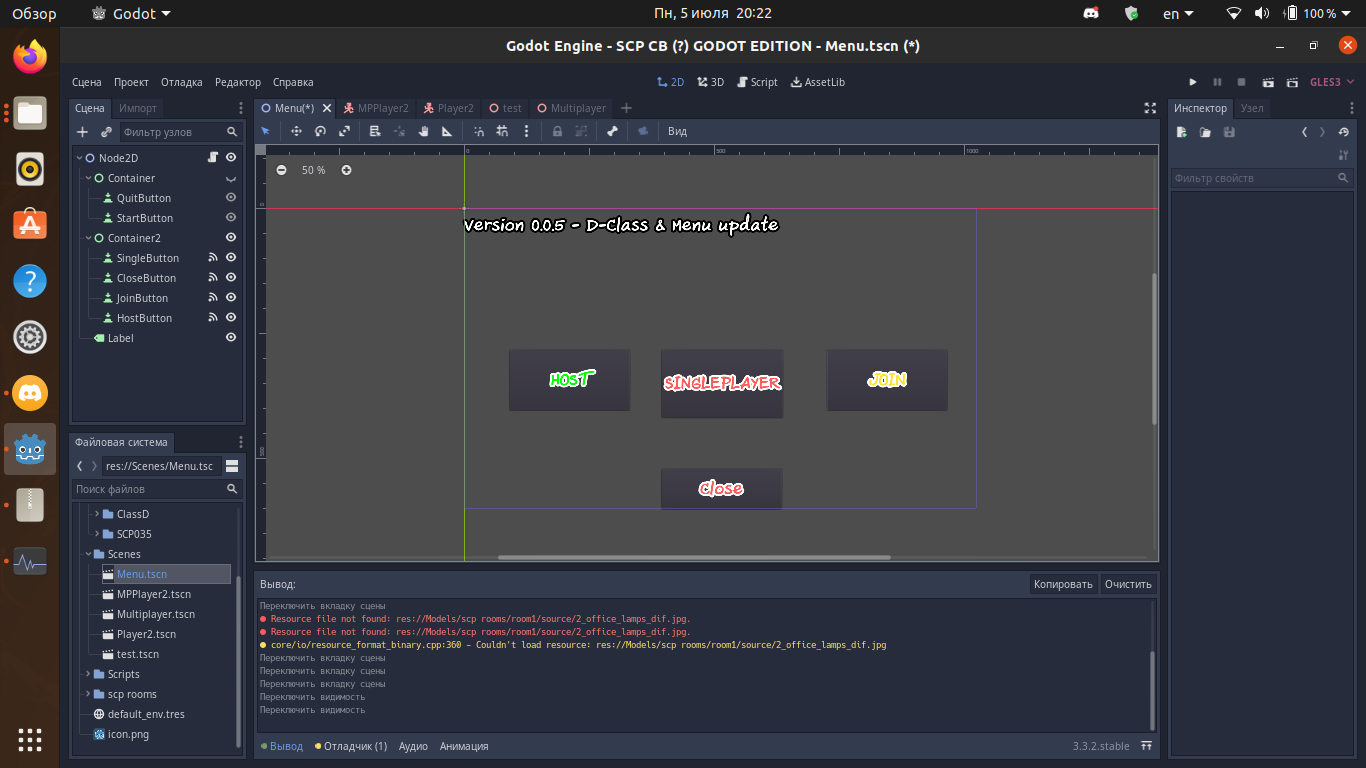 Обзор Godot Пн, 5 июля 20:22 en 100 %
Godot Engine - SCP CB (?) GODOT EDITION - Menu.tscn (*)
Сцена Проект Отладка Редактор Справка 2D 3D Script AssetLib GLES3
Сцена Импорт Menu(*) MPPlayer2 Player2 test Multiplayer Инспектор Узел
Фильтр узлов Вид
Node2D
Container
QuitButton
StartButton
Container2
SingleButton
CloseButton
JoinButton
HostButton
Label
0 500 1000
50 %
0
500
Version 0.0.5 - D-Class & Menu update
HOST SINGLEPLAYER JOIN
Close
Фильтр свойств
Файловая система
res://Scenes/Menu.tsc
Поиск файлов
ClassD
SCP035
Scenes
Menu.tscn
MPPlayer2.tscn
Multiplayer.tscn
Player2.tscn
test.tscn
Scripts
scp rooms
default_env.tres
icon.png
Вывод: Копировать Очистить
Переключить вкладку сцены
Resource file not found: res://Models/scp rooms/room1/source/2_office_lamps_dif.jpg.
Resource file not found: res://Models/scp rooms/room1/source/2_office_lamps_dif.jpg.
core/io/resource_format_binary.cpp:360 - Couldn't load resource: res://Models/scp rooms/room1/source/2_office_lamps_dif.jpg
Переключить вкладку сцены
Переключить вкладку сцены
Переключить вкладку сцены
Переключить видимость
Переключить видимость
Вывод Отладчик (1) Аудио Анимация 3.3.2.stable